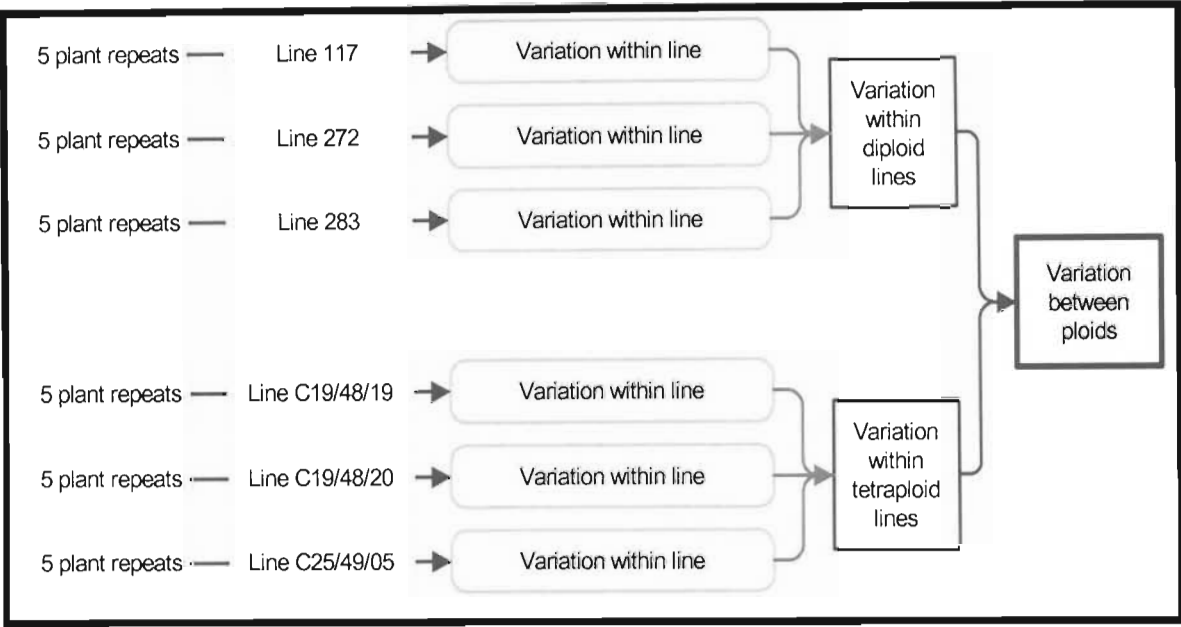 5 plant repeats
Line 117
Variation within line
5 plant repeats
Line 272
Variation within line
5 plant repeats
Line 283
Variation within line
Variation
within
diploid
lines
Variation
between
ploids
5 plant repeats
Line C19/48/19
Variation within line
5 plant repeats
Line C19/48/20
Variation within line
5 plant repeats
Line C25/49/05
Variation within line
Variation
within
tetraploid
lines